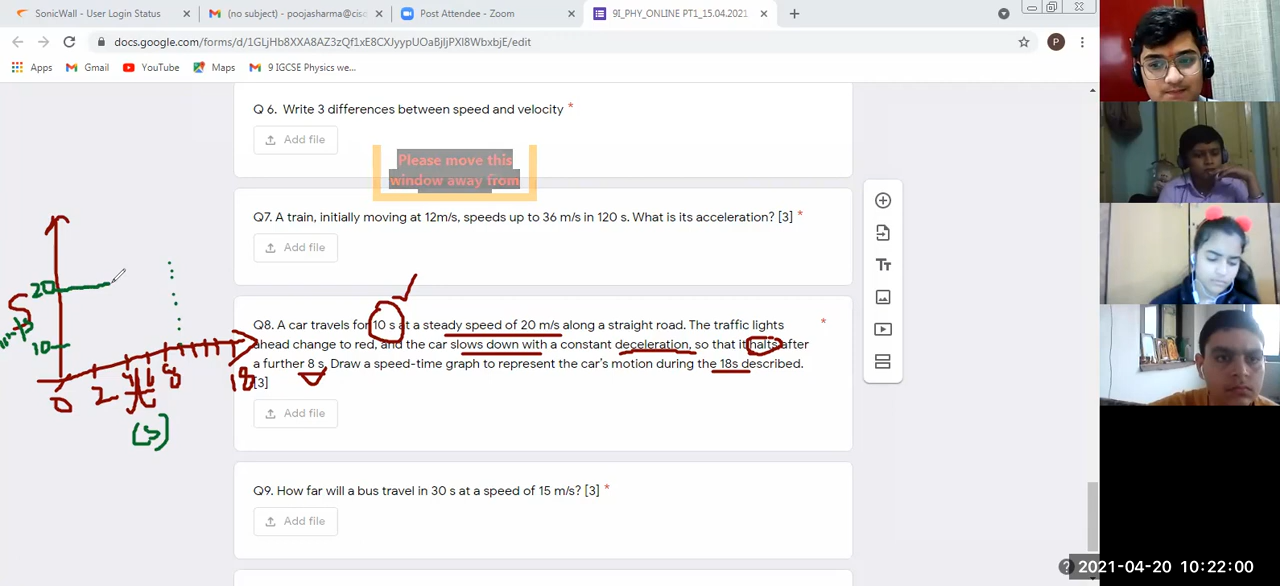 SonicWall - User Login Status
(no subject) - poojasharma@cisa
Post Attendee - Zoom
9I_PHY_ONLINE PT1_15.04.2021
docs.google.com/forms/d/1GLjHb8XXA8AZ3zQf1xE8CXJyypUOaBjIjPXI8WbxbjE/edit
P
Apps
Gmail
YouTube
Maps
9 IGCSE Physics we...
Q 6. Write 3 differences between speed and velocity *
Add file
Please move this
window away from
Q7. A train, initially moving at 12m/s, speeds up to 36 m/s in 120 s. What is its acceleration? [3] *
Add file
Q8. A car travels for 10 s at a steady speed of 20 m/s along a straight road. The traffic lights *
ahead change to red, and the car slows down with a constant deceleration, so that it halts after
a further 8 s. Draw a speed-time graph to represent the car's motion during the 18s described.
[3]
Add file
20
S
10
0
2
4
6
8
18
(s)
Q9. How far will a bus travel in 30 s at a speed of 15 m/s? [3] *
Add file
Tт
2021-04-20 10:22:00